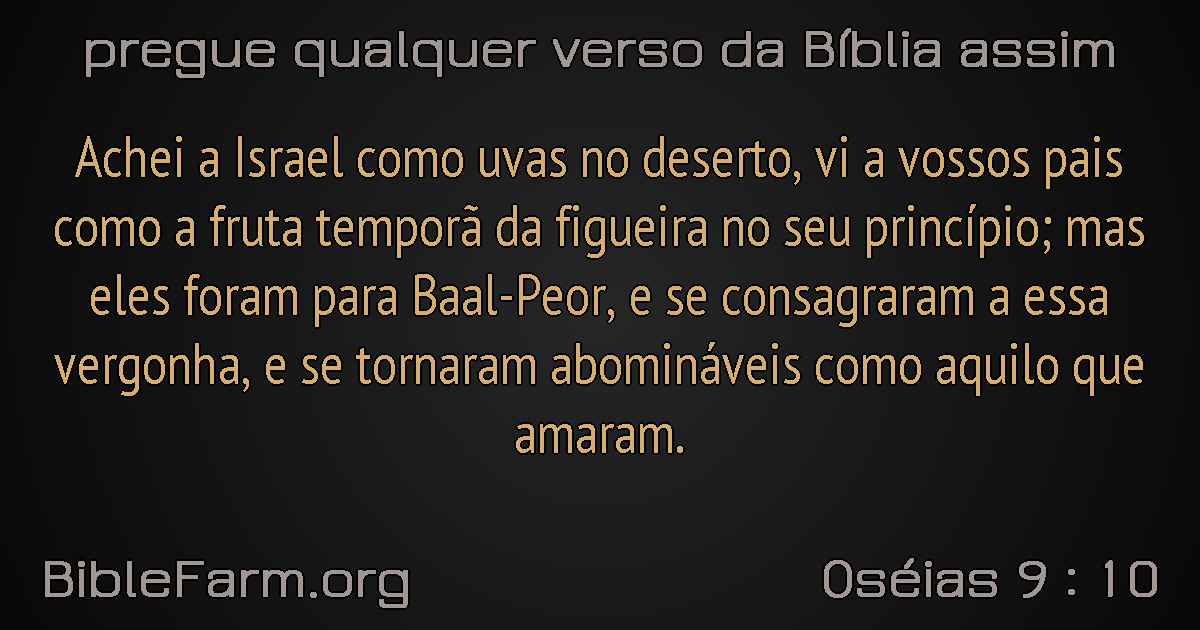 pregue qualquer verso da Bíblia assim
Achei a Israel como uvas no deserto, vi a vossos pais
como a fruta temporã da figueira no seu princípio; mas
eles foram para Baal-Peor, e se consagraram a essa
vergonha, e se tornaram abomináveis como aquilo que
amaram.
BibleFarm.org
Oséias 9 : 10